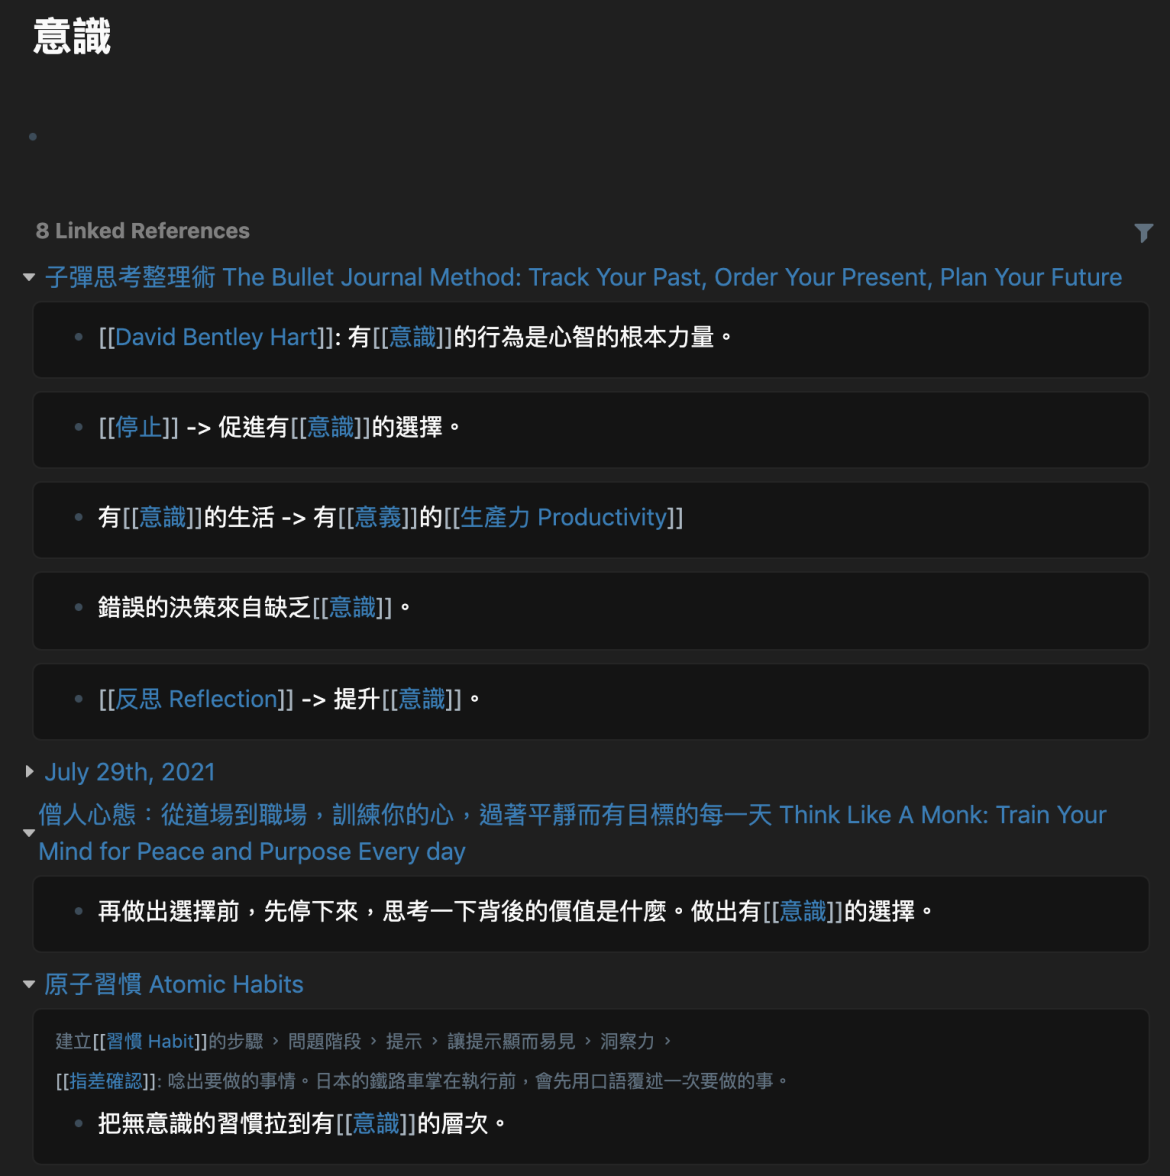 意識
8 Linked References
子彈思考整理術 The Bullet Journal Method: Track Your Past, Order Your Present, Plan Your Future
[[David Bentley Hart]]: 有[[意識]]的行為是心智的根本力量。
[[停止]] -> 促進有[[意識]]的選擇。
有[[意識]]的生活 -> 有[[意義]]的[[生產力 Productivity]]
錯誤的決策來自缺乏[[意識]]。
[[反思 Reflection]] -> 提升[[意識]]。
July 29th, 2021
僧人心態：從道場到職場，訓練你的心，過著平靜而有目標的每一天 Think Like A Monk: Train Your
Mind for Peace and Purpose Every day
再做出選擇前，先停下來，思考一下背後的價值是什麼。做出有[[意識]]的選擇。
原子習慣 Atomic Habits
建立[[習慣 Habit]]的步驟 › 問題階段 › 提示 › 讓提示顯而易見 › 洞察力 ›
[[指差確認]]: 唸出要做的事情。日本的鐵路車掌在執行前，會先用口語覆述一次要做的事。
把無意識的習慣拉到有[[意識]]的層次。